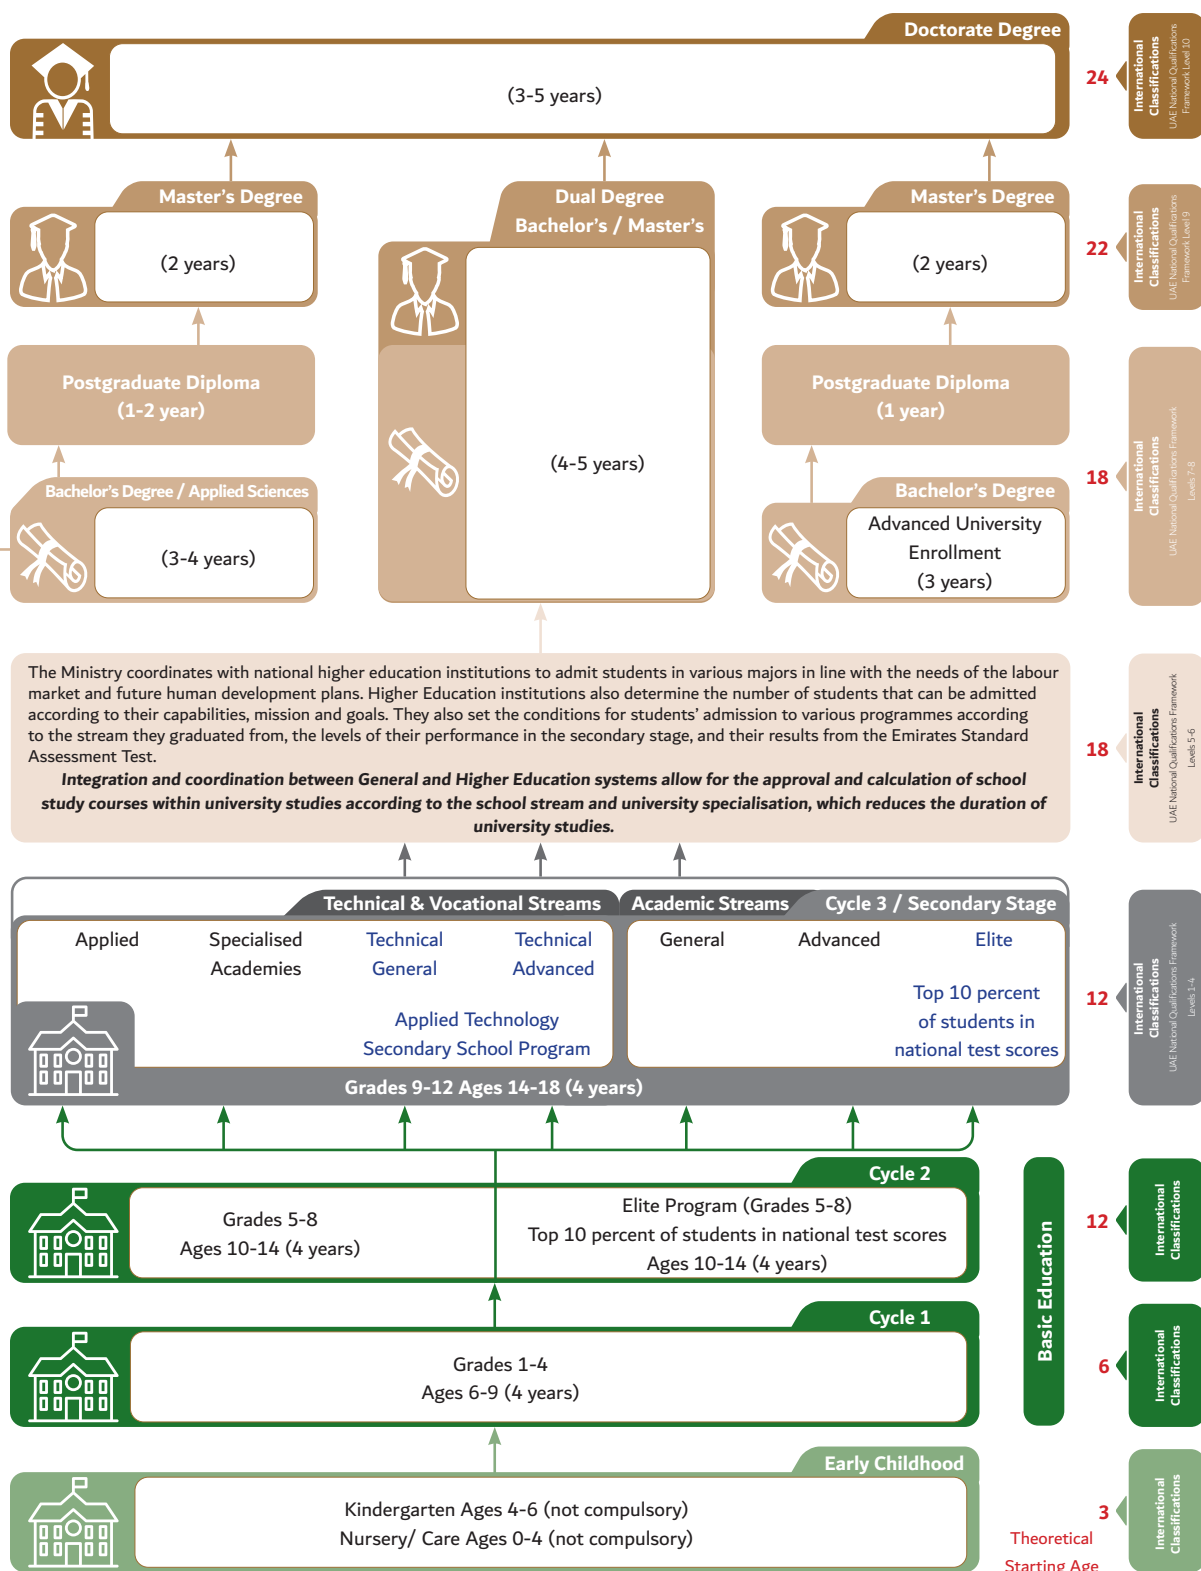 Doctorate Degree
(3-5 years)
24
International
Classifications
UAE National Qualifications
Framework Level 10
Master's Degree
(2 years)
Dual Degree
Bachelor's / Master's
(4-5 years)
Master's Degree
(2 years)
22
International
Classifications
UAE National Qualifications
Framework Level 9
Postgraduate Diploma
(1-2 year)
Postgraduate Diploma
(1 year)
Bachelor's Degree / Applied Sciences
(3-4 years)
Bachelor's Degree
Advanced University
Enrollment
(3 years)
18
International
Classifications
UAE National Qualifications Framework
Levels 7-8
The Ministry coordinates with national higher education institutions to admit students in various majors in line with the needs of the labour
market and future human development plans. Higher Education institutions also determine the number of students that can be admitted
according to their capabilities, mission and goals. They also set the conditions for students' admission to various programmes according
to the stream they graduated from, the levels of their performance in the secondary stage, and their results from the Emirates Standard
Assessment Test.
Integration and coordination between General and Higher Education systems allow for the approval and calculation of school
study courses within university studies according to the school stream and university specialisation, which reduces the duration of
university studies.
18
International
Classifications
UAE National Qualifications Framework
Levels 5-6
Technical & Vocational Streams
Academic Streams
Cycle 3 / Secondary Stage
Applied
Specialised
Academies
Technical
General
Technical
Advanced
Applied Technology
Secondary School Program
General
Advanced
Elite
Top 10 percent
of students in
national test scores
Grades 9-12 Ages 14-18 (4 years)
12
International
Classifications
UAE National Qualifications Framework
Levels 1-4
Cycle 2
Grades 5-8
Ages 10-14 (4 years)
Elite Program (Grades 5-8)
Top 10 percent of students in national test scores
Ages 10-14 (4 years)
12
International
Classifications
Basic Education
Cycle 1
Grades 1-4
Ages 6-9 (4 years)
6
International
Classifications
Early Childhood
Kindergarten Ages 4-6 (not compulsory)
Nursery/ Care Ages 0-4 (not compulsory)
3
International
Classifications
Theoretical
Starting Age